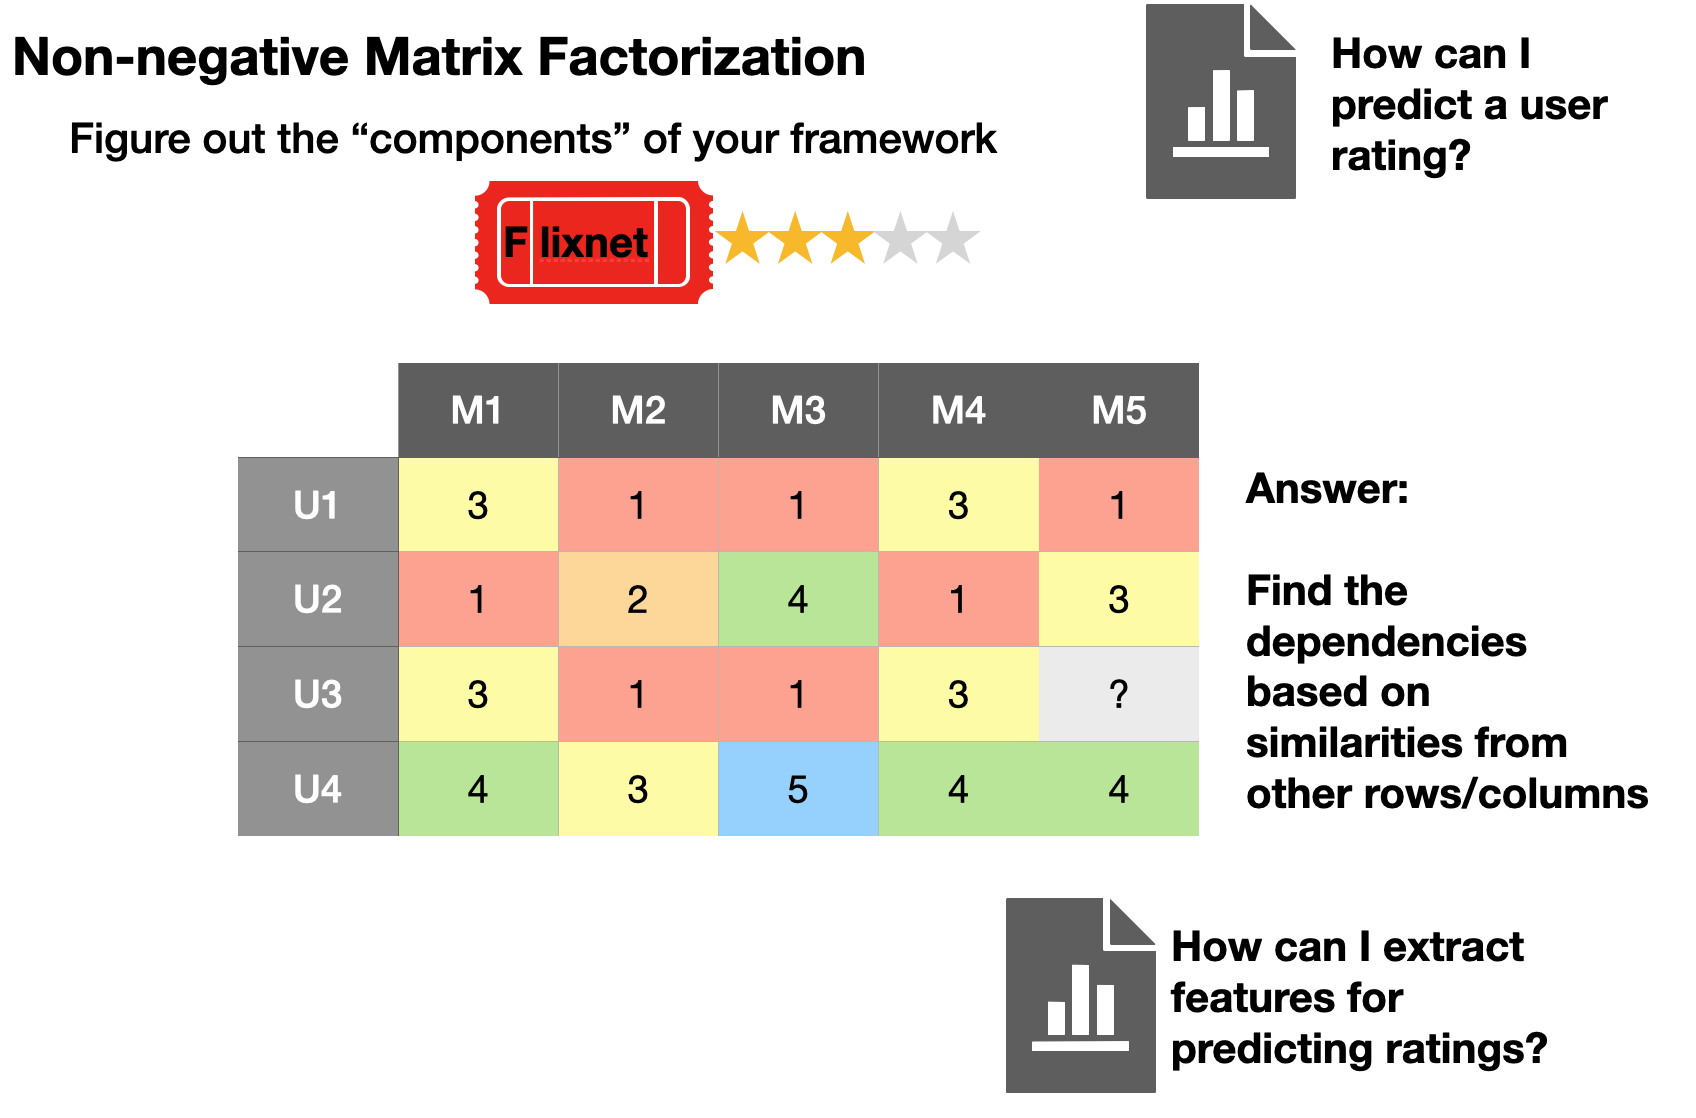 Non-negative Matrix Factorization
Figure out the “components” of your framework
How can I
predict a user
rating?
F lixnet
M1 M2 M3 M4 M5
U1 3 1 1 3 1
U2 1 2 4 1 3
U3 3 1 1 3 ?
U4 4 3 5 4 4
Answer:
Find the
dependencies
based on
similarities from
other rows/columns
How can I extract
features for
predicting ratings?